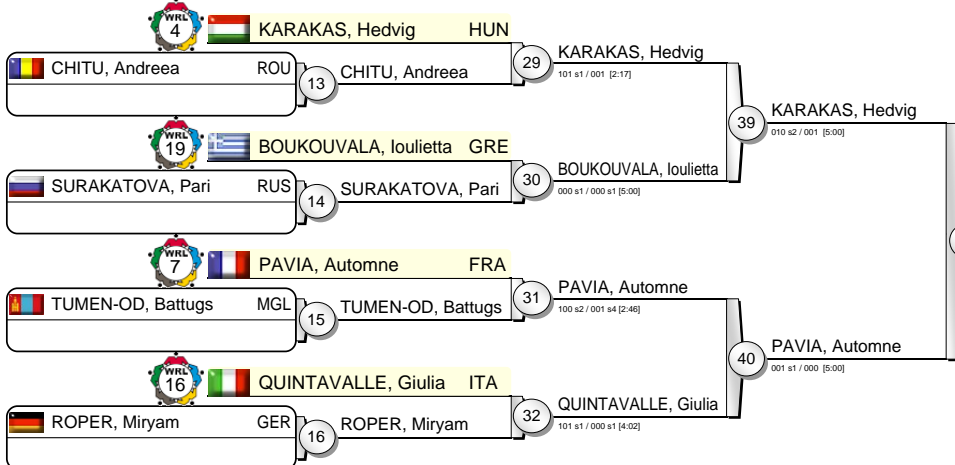 WRL
4
KARAKAS, Hedvig HUN
CHITU, Andreea ROU
13
CHITU, Andreea
29
KARAKAS, Hedvig
101 s1 / 001 [2:17]
39
KARAKAS, Hedvig
010 s2 / 001 [5:00]
WRL
19
BOUKOUVALA, Ioulietta GRE
SURAKATOVA, Pari RUS
14
SURAKATOVA, Pari
30
BOUKOUVALA, Ioulietta
000 s1 / 000 s1 [5:00]
WRL
7
PAVIA, Automne FRA
TUMEN-OD, Battugs MGL
15
TUMEN-OD, Battugs
31
PAVIA, Automne
100 s2 / 001 s4 [2:46]
40
PAVIA, Automne
001 s1 / 000 [5:00]
WRL
16
QUINTAVALLE, Giulia ITA
ROPER, Miryam GER
16
ROPER, Miryam
32
QUINTAVALLE, Giulia
101 s1 / 000 s1 [4:02]